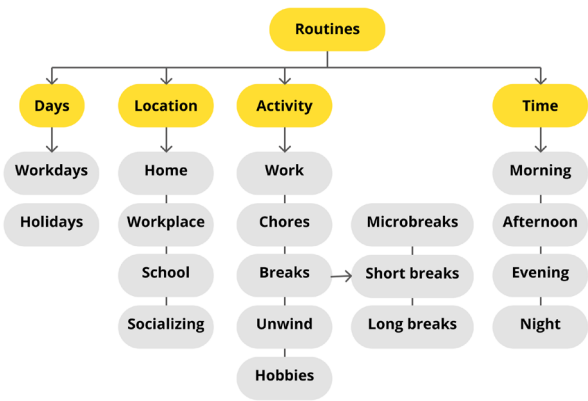 Routines
Days
Location
Activity
Time
Workdays
Home
Work
Morning
Holidays
Workplace
Chores
Microbreaks
Afternoon
School
Breaks
Short breaks
Evening
Socializing
Unwind
Long breaks
Night
Hobbies